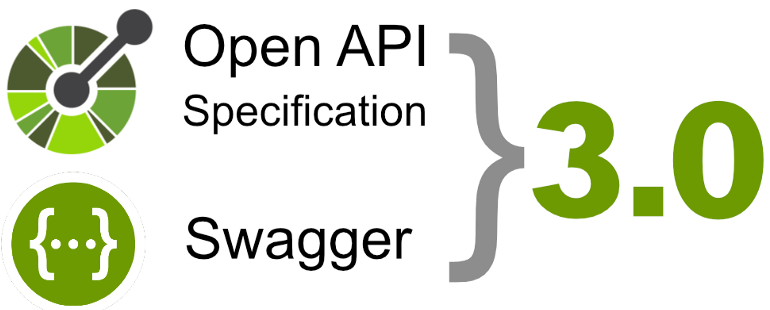 Open API
Specification
{...}
Swagger
} 3.0